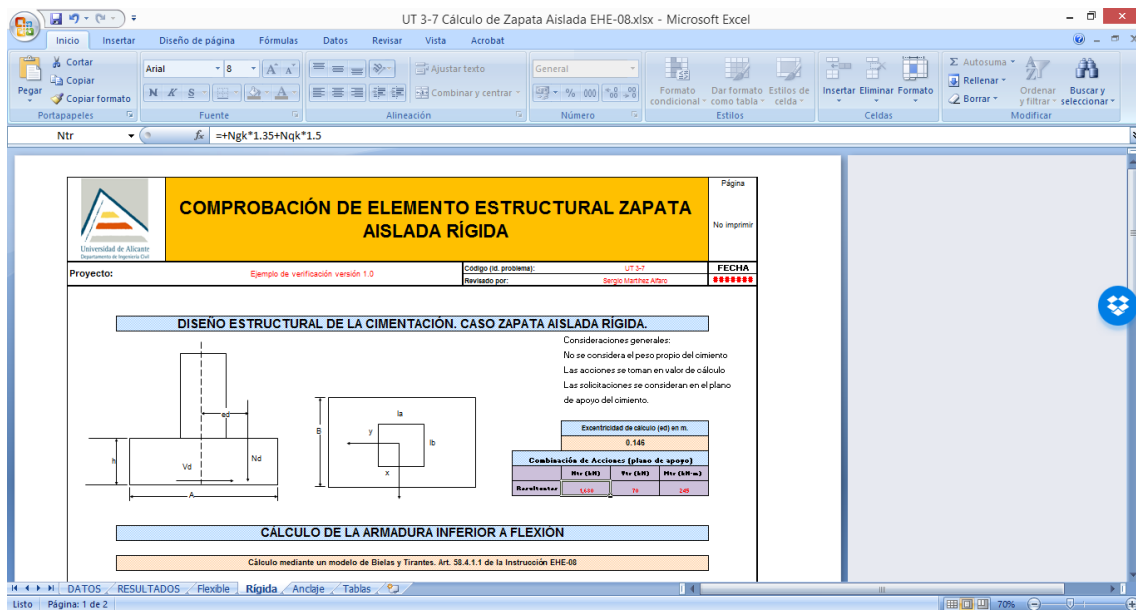 UT 3-7 Cálculo de Zapata Aislada EHE-08.xlsx - Microsoft Excel
Inicio Insertar Diseño de página Fórmulas Datos Revisar Vista Acrobat
Cortar
Copiar
Copiar formato
Pegar
Portapapeles
Arial 8
N K S
Fuente
Ajustar texto
Combinar y centrar
Alineación
General
% 000
Número
Formato condicional
Dar formato como tabla
Estilos de celda
Estilos
Insertar Eliminar Formato
Celdas
Σ Autosuma
Rellenar
Borrar
Ordenar y filtrar
Buscar y seleccionar
Modificar
Ntr fx =+Ngk*1.35+Nqk*1.5
Universidad de Alicante
Departamento de Ingeniería Civil
COMPROBACIÓN DE ELEMENTO ESTRUCTURAL ZAPATA
AISLADA RÍGIDA
Página
No imprimir
Proyecto: Ejemplo de verificación versión 1.0
Código (id. problema): UT 3-7
Revisado por: Sergio Martínez Alfaro
FECHA
########
DISEÑO ESTRUCTURAL DE LA CIMENTACIÓN. CASO ZAPATA AISLADA RÍGIDA.
Consideraciones generales:
No se considera el peso propio del cimiento
Las acciones se toman en valor de cálculo
Las solicitaciones se consideran en el plano
de apoyo del cimiento.
ed
h
Vd
Nd
A
B
la
y
lb
x
Excentricidad de cálculo (ed) en m.
0.146
Combinación de Acciones (plano de apoyo)
Ntr (kN) Vtr (kN) Mtr (kN·m)
Resultantes 1,680 70 245
CÁLCULO DE LA ARMADURA INFERIOR A FLEXIÓN
Cálculo mediante un modelo de Bielas y Tirantes. Art. 58.4.1.1 de la Instrucción EHE-08
DATOS RESULTADOS Flexible Rígida Anclaje Tablas
Listo Página: 1 de 2 70%